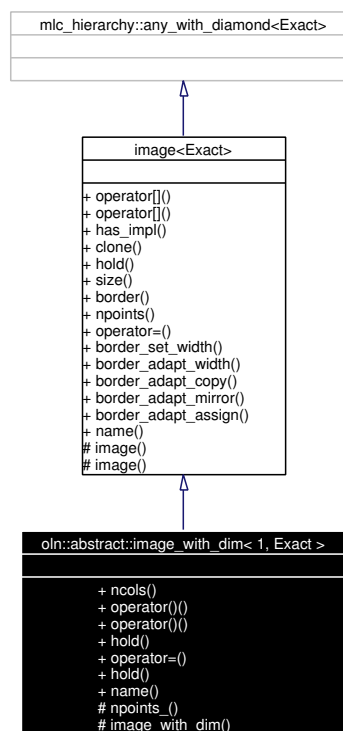 mlc_hierarchy::any_with_diamond<Exact>
image<Exact>
+ operator[]()
+ operator[]()
+ has_impl()
+ clone()
+ hold()
+ size()
+ border()
+ npoints()
+ operator=()
+ border_set_width()
+ border_adapt_width()
+ border_adapt_copy()
+ border_adapt_mirror()
+ border_adapt_assign()
+ name()
# image()
# image()
oln::abstract::image_with_dim< 1, Exact >
+ ncols()
+ operator()()
+ operator()()
+ hold()
+ operator=()
+ hold()
+ name()
# npoints_()
# image_with_dim()